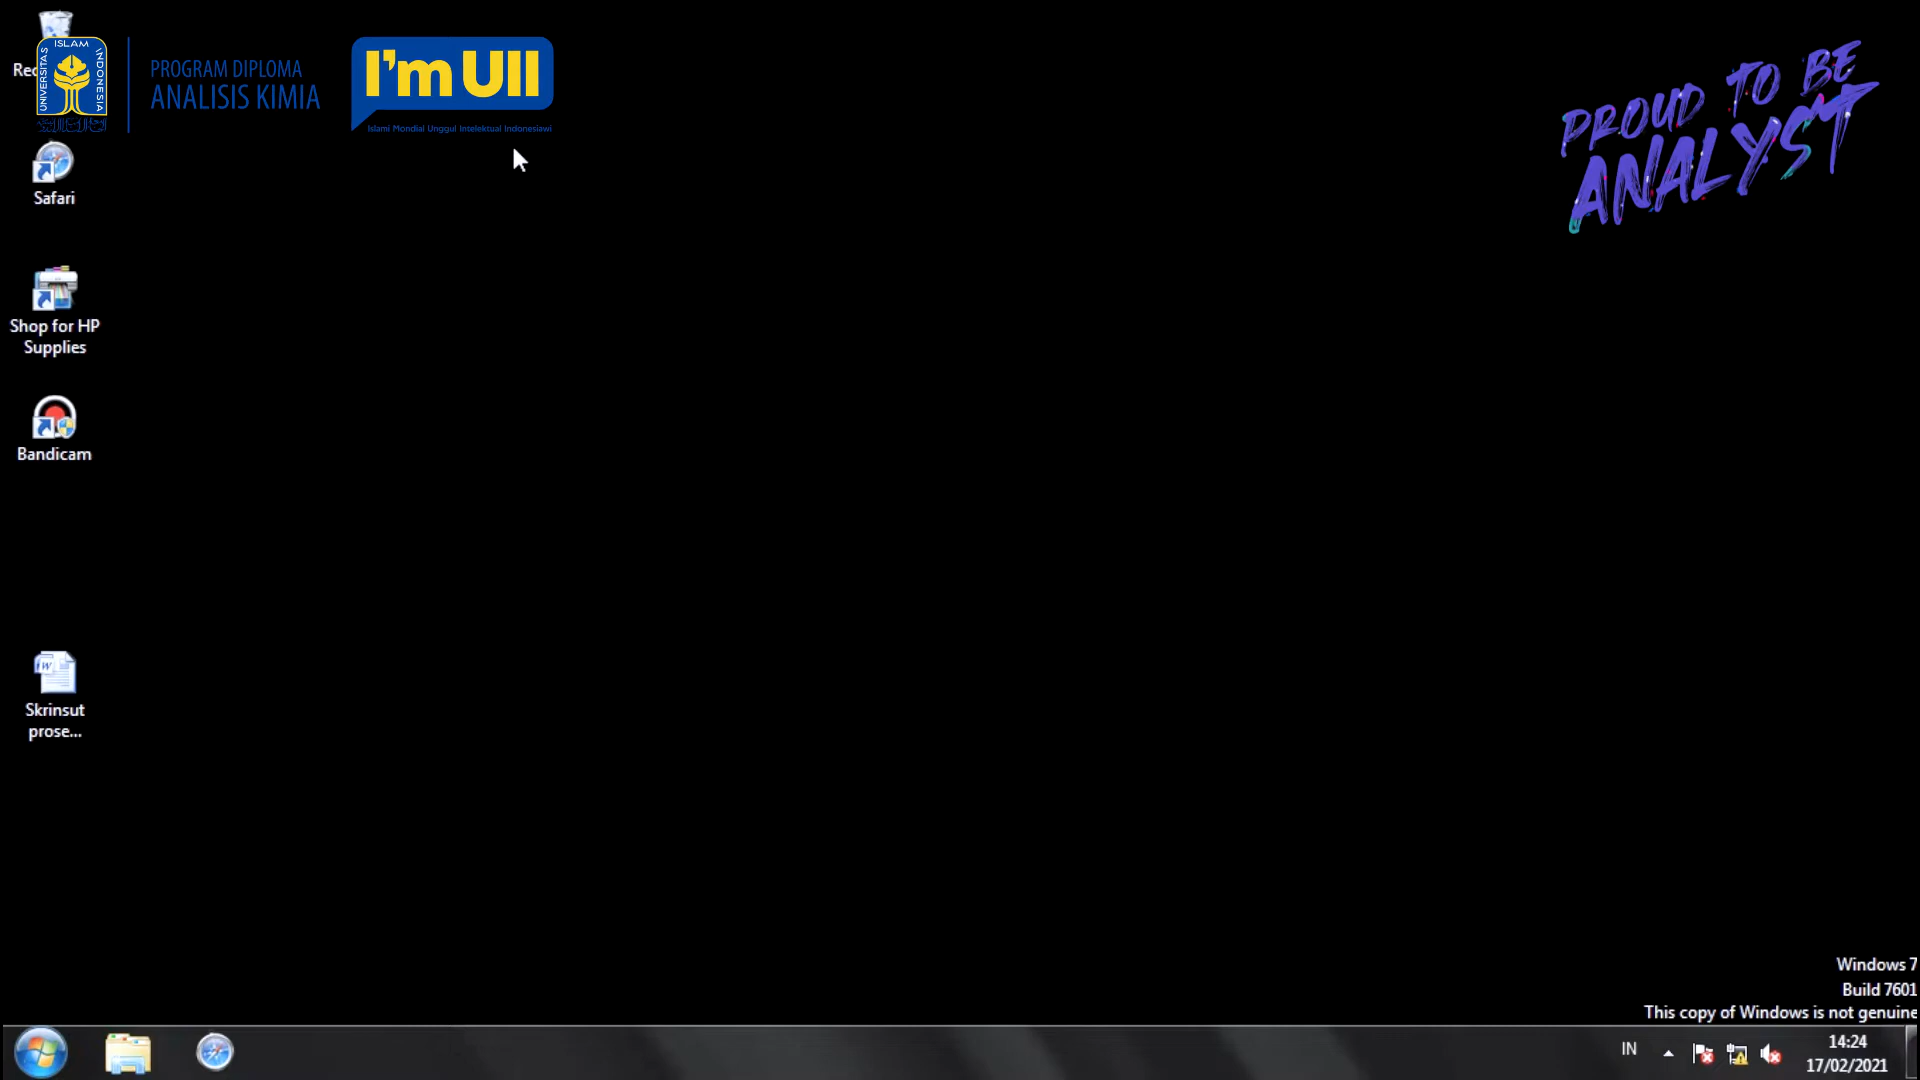 Rec
UNIVERSITAS ISLAM INDONESIA
PROGRAM DIPLOMA
ANALISIS KIMIA
I'm UII
Islami Mondial Unggul Intelektual Indonesiawi
PROUD TO BE
ANALYST
Safari
Shop for HP
Supplies
Bandicam
Skrinsut
prose...
Windows 7
Build 7601
This copy of Windows is not genuine
IN
14:24
17/02/2021